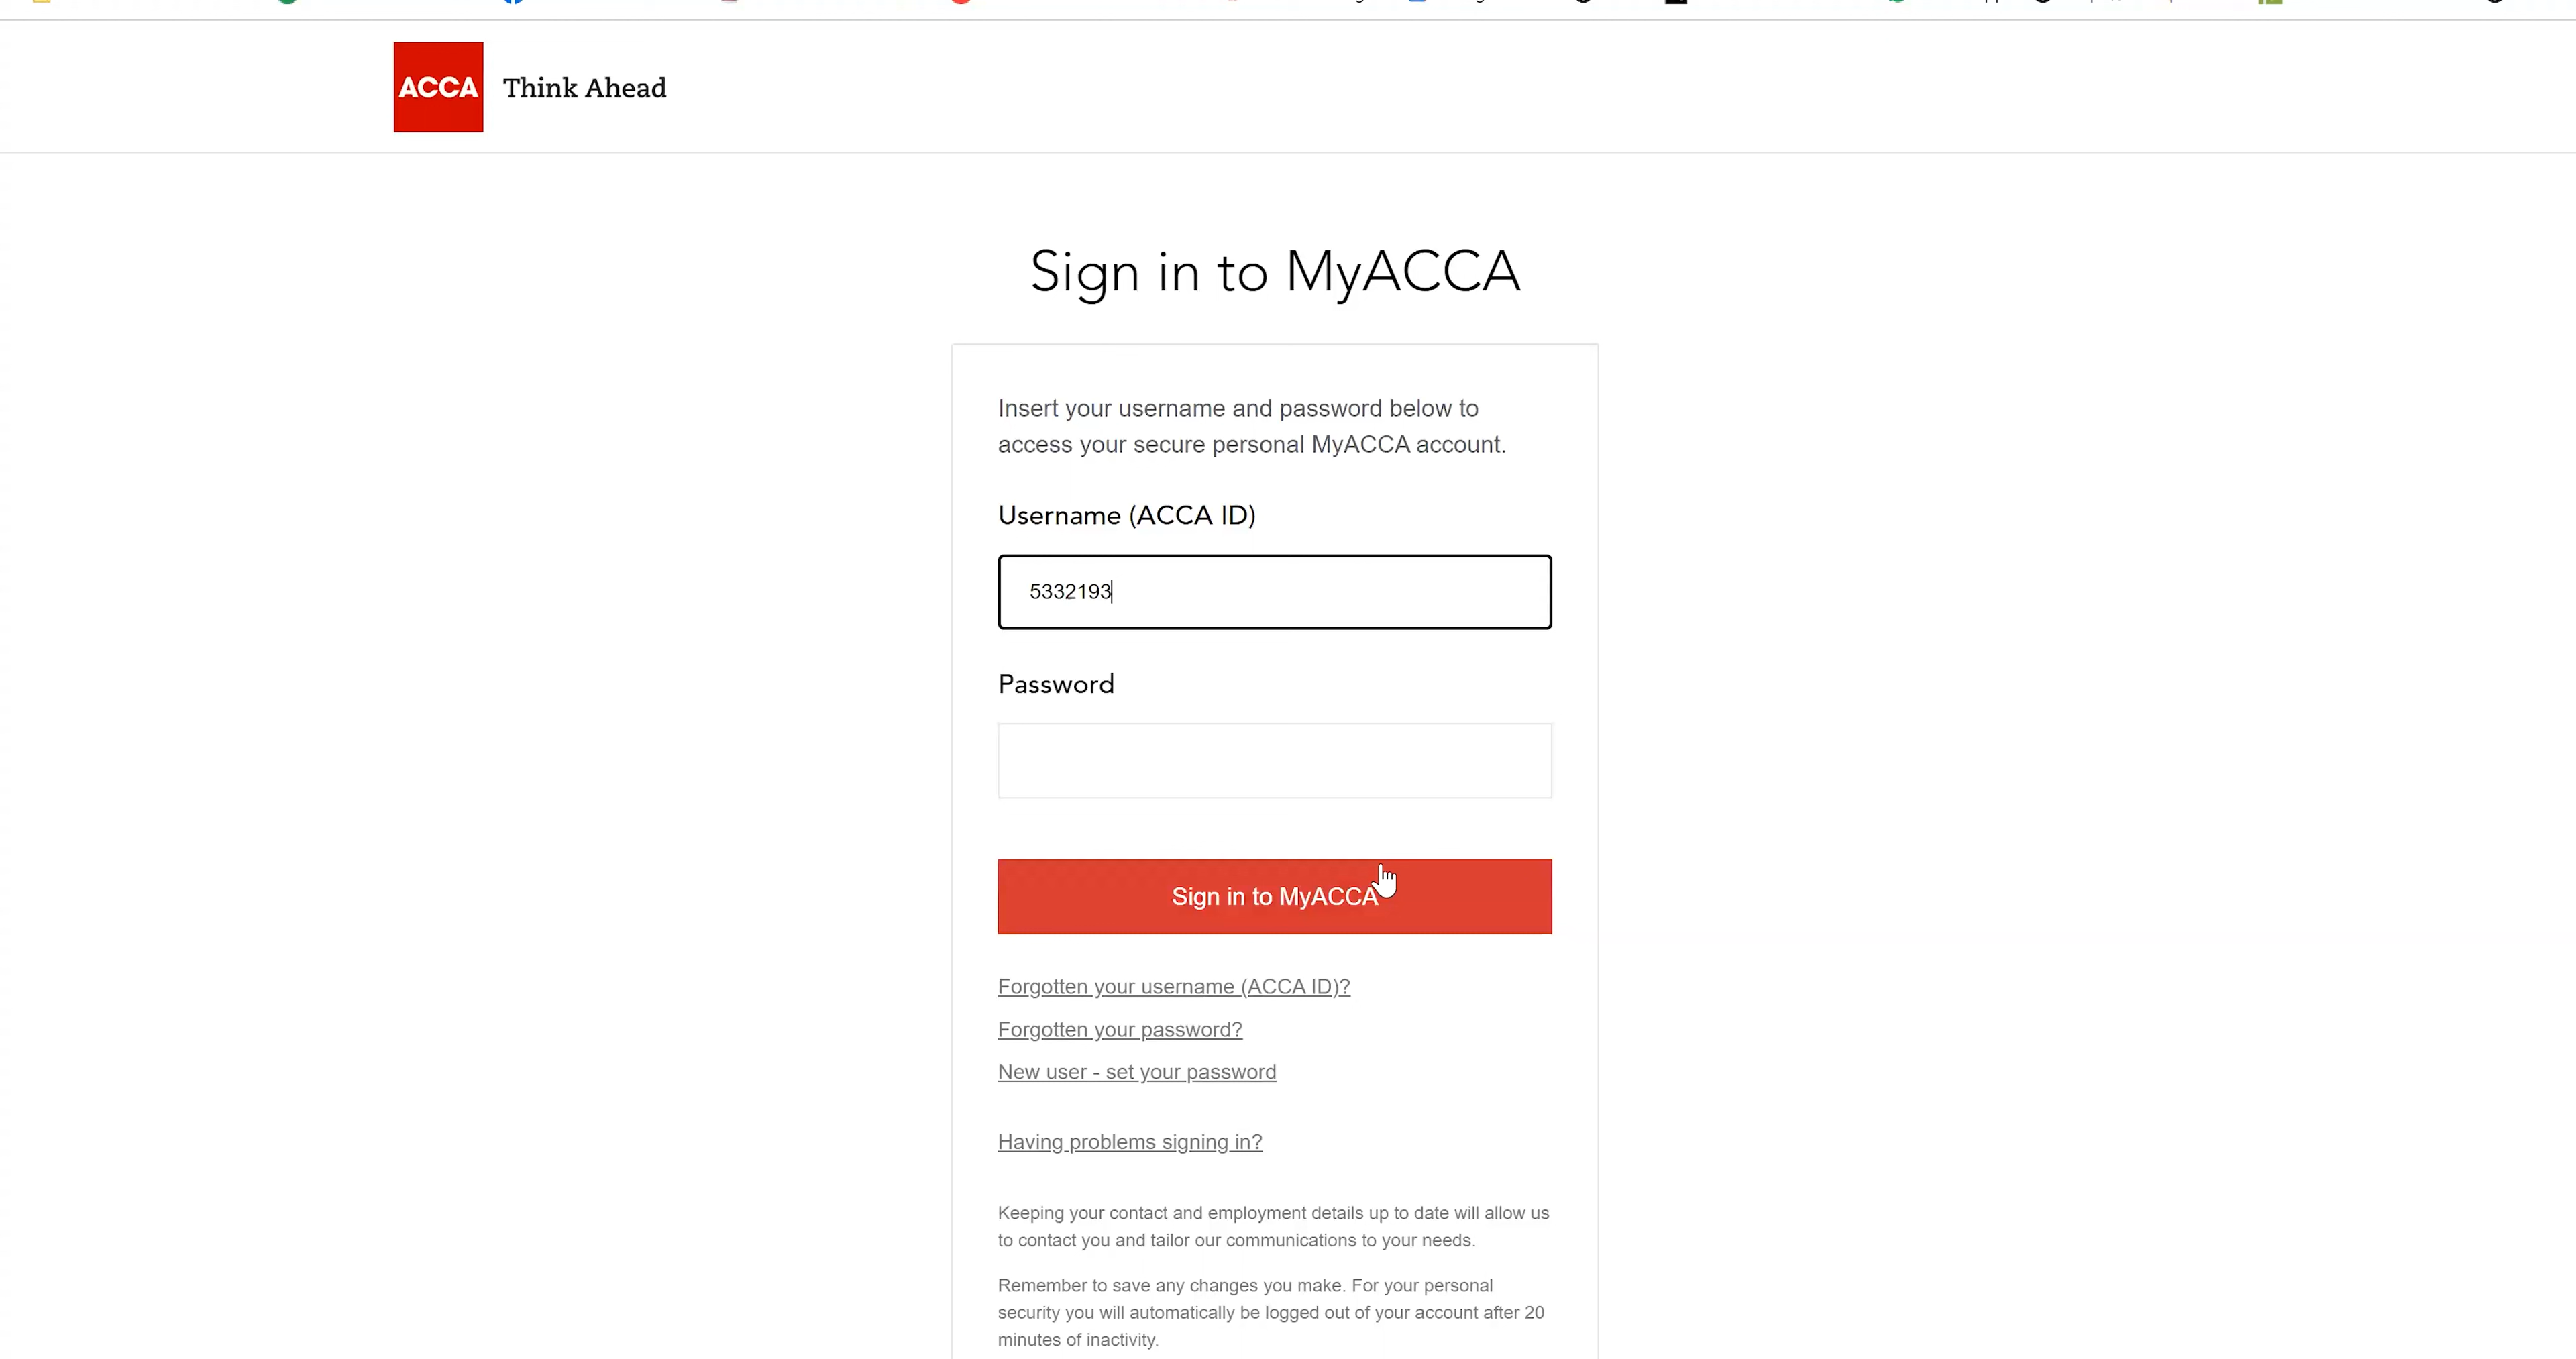 ACCA Think Ahead
Sign in to MyACCA
Insert your username and password below to
access your secure personal MyACCA account.
Username (ACCA ID)
5332193
Password
Sign in to MyACCA
Forgotten your username (ACCA ID)?
Forgotten your password?
New user - set your password
Having problems signing in?
Keeping your contact and employment details up to date will allow us
to contact you and tailor our communications to your needs.
Remember to save any changes you make. For your personal
security you will automatically be logged out of your account after 20
minutes of inactivity.